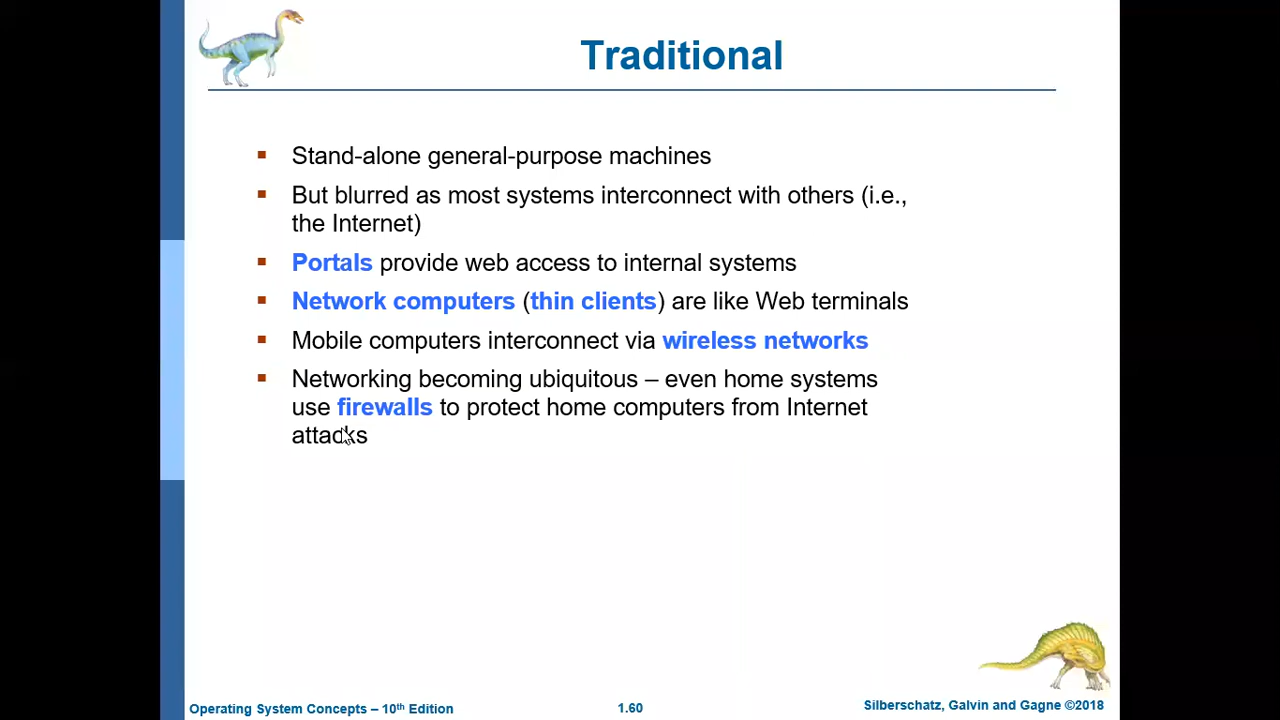 Traditional
▪ Stand-alone general-purpose machines
▪ But blurred as most systems interconnect with others (i.e.,
the Internet)
▪ Portals provide web access to internal systems
▪ Network computers (thin clients) are like Web terminals
▪ Mobile computers interconnect via wireless networks
▪ Networking becoming ubiquitous – even home systems
use firewalls to protect home computers from Internet
attacks
Operating System Concepts – 10th Edition
1.60
Silberschatz, Galvin and Gagne ©2018